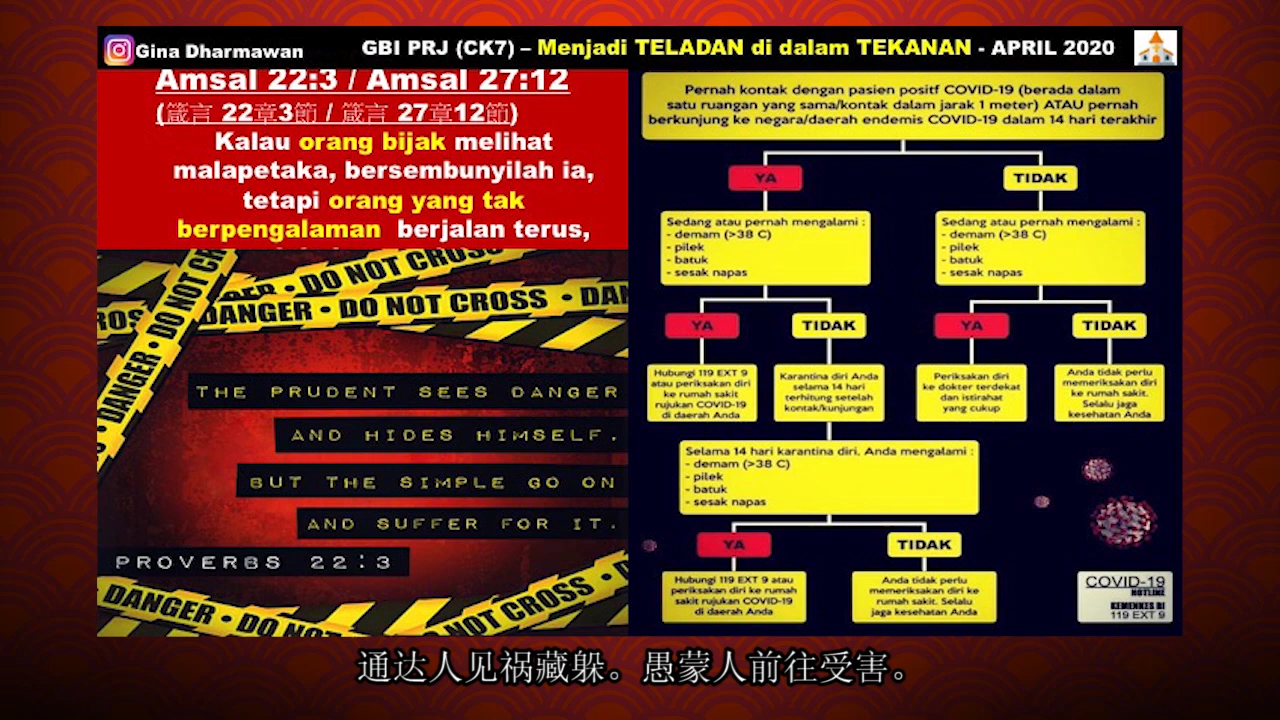 Gina Dharmawan
GBI PRJ (CK7) – Menjadi TELADAN di dalam TEKANAN - APRIL 2020
Amsal 22:3 / Amsal 27:12
(箴言 22章3節 / 箴言 27章12節)
Kalau orang bijak melihat
malapetaka, bersembunyilah ia,
tetapi orang yang tak
berpengalaman berjalan terus,
DANGER • DO NOT CROSS
DANGER • DO NOT CROSS • DAN
DANGER • DO NOT CR
THE PRUDENT SEES DANGER
AND HIDES HIMSELF.
BUT THE SIMPLE GO ON
AND SUFFER FOR IT.
PROVERBS 22:3
DANGER • DO NOT
DO NOT CROSS
Pernah kontak dengan pasien positf COVID-19 (berada dalam
satu ruangan yang sama/kontak dalam jarak 1 meter) ATAU pernah
berkunjung ke negara/daerah endemis COVID-19 dalam 14 hari terakhir
YA
TIDAK
Sedang atau pernah mengalami :
- demam (>38 C)
- pilek
- batuk
- sesak napas
Sedang atau pernah mengalami :
- demam (>38 C)
- pilek
- batuk
- sesak napas
YA
TIDAK
YA
TIDAK
Hubungi 119 EXT 9
atau periksakan diri
ke rumah sakit
rujukan COVID-19
di daerah Anda
Karantina diri Anda
selama 14 hari
terhitung setelah
kontak/kunjungan
Periksakan diri
ke dokter terdekat
dan istirahat
yang cukup
Anda tidak perlu
memeriksakan diri
ke rumah sakit.
Selalu jaga
kesehatan Anda
Selama 14 hari karantina diri, Anda mengalami :
- demam (>38 C)
- pilek
- batuk
- sesak napas
YA
TIDAK
Hubungi 119 EXT 9 atau
periksakan diri ke rumah
sakit rujukan COVID-19
di daerah Anda
Anda tidak perlu
memeriksakan diri ke
rumah sakit. Selalu
jaga kesehatan Anda
COVID-19
HOTLINE
KEMENKES RI
119 EXT 9
通达人见祸藏躲。愚蒙人前往受害。